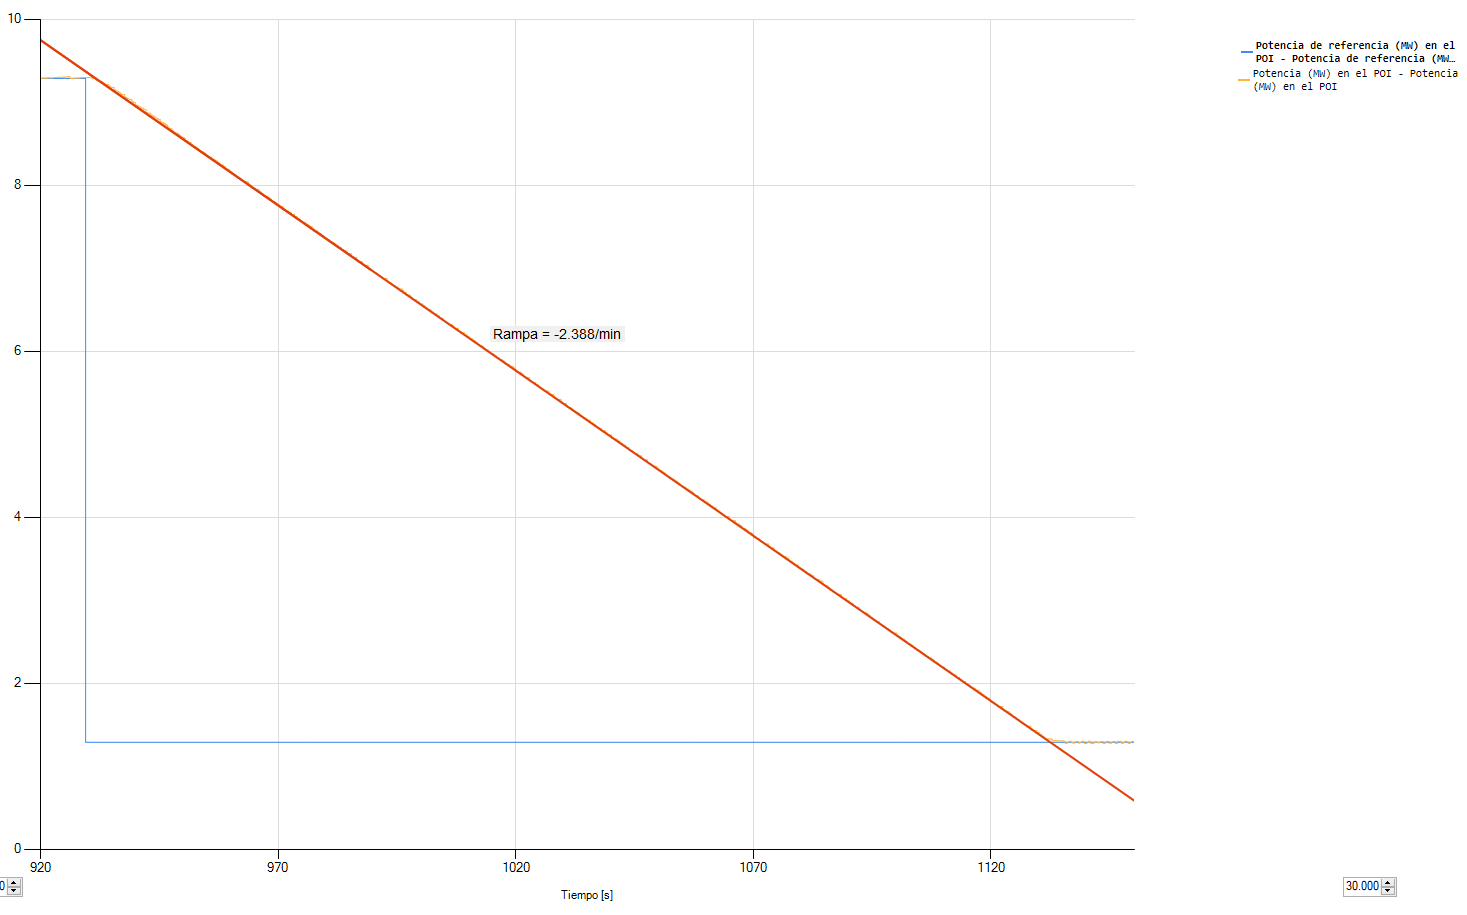 10
Potencia de referencia (MW) en el
POI - Potencia de referencia (MW…
Potencia (MW) en el POI - Potencia
(MW) en el POI
8
Rampa = -2.388/min
6
4
2
0
920
970
1020
1070
1120
Tiempo [s]
0
30.000